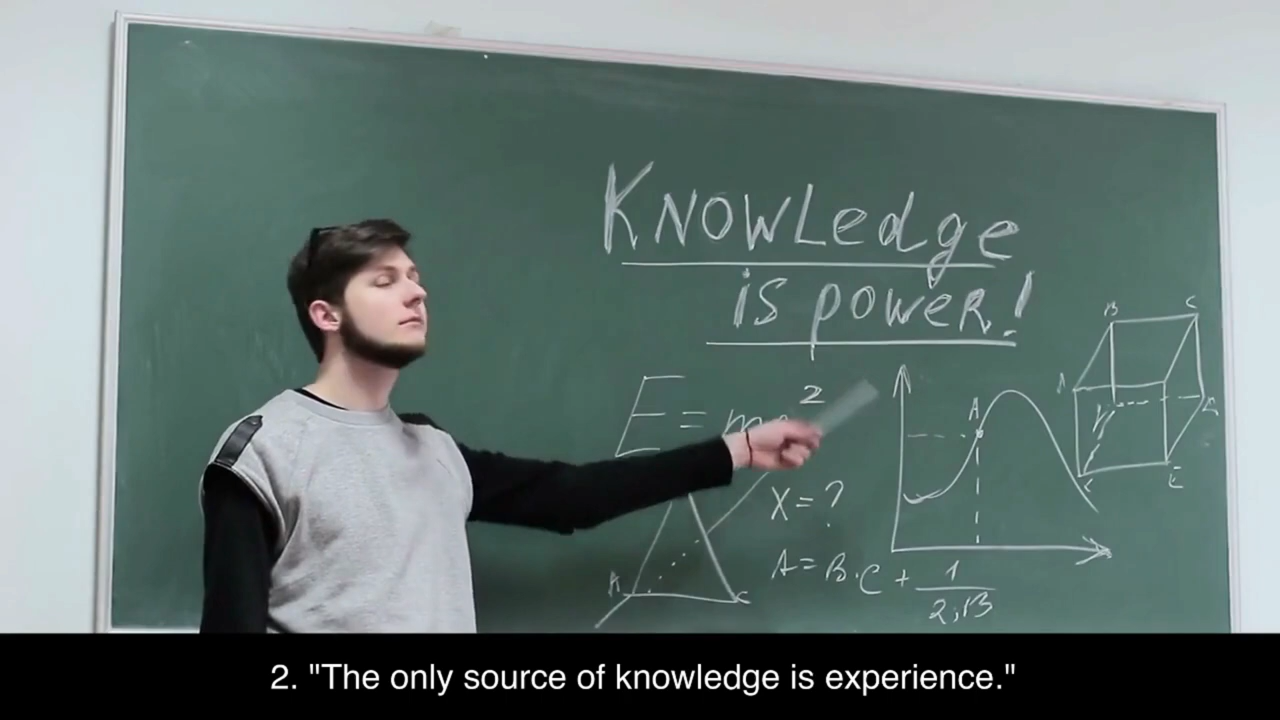 Knowledge
is power!
E = mc²
X = ?
A = B.C + 1/2,13
A
B
C
A
E
A
C
2. "The only source of knowledge is experience."